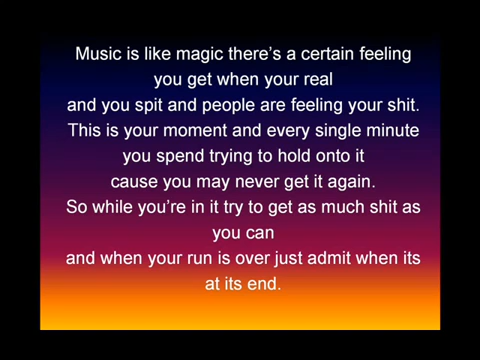 Music is like magic there's a certain feeling
you get when your real
and you spit and people are feeling your shit.
This is your moment and every single minute
you spend trying to hold onto it
cause you may never get it again.
So while you're in it try to get as much shit as
you can
and when your run is over just admit when its
at its end.